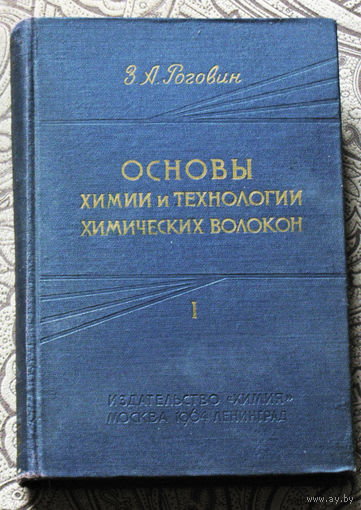 З.А.Роговин
ОСНОВЫ
ХИМИИ и ТЕХНОЛОГИИ
ХИМИЧЕСКИХ ВОЛОКОН
I
ИЗДАТЕЛЬСТВО «ХИМИЯ»
МОСКВА 1964 ЛЕНИНГРАД
ay.by